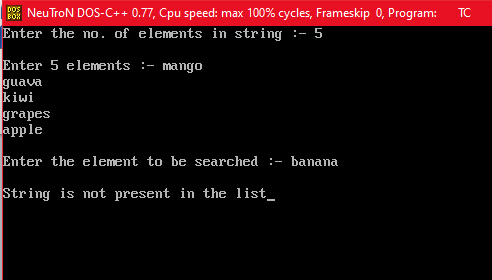 DOS
BOX
NeuTroN DOS-C++ 0.77, Cpu speed: max 100% cycles, Frameskip 0, Program: TC
Enter the no. of elements in string :- 5
Enter 5 elements :- mango
guava
kiwi
grapes
apple
Enter the element to be searched :- banana
String is not present in the list_